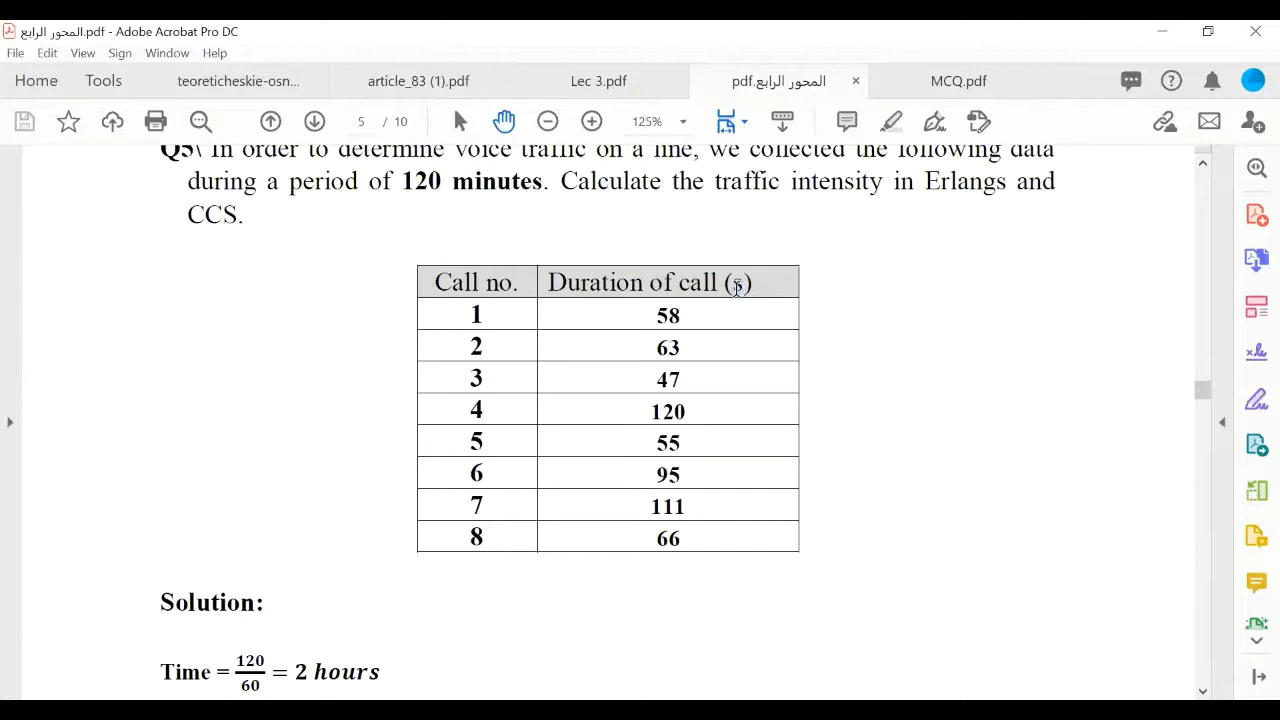 المحور الرابع.pdf - Adobe Acrobat Pro DC
File Edit View Sign Window Help
Home Tools teoreticheskie-osn... article_83 (1).pdf Lec 3.pdf المحور الرابع.pdf × MCQ.pdf
5 / 10 125%
Q5\ In order to determine voice traffic on a line, we collected the following data
during a period of 120 minutes. Calculate the traffic intensity in Erlangs and
CCS.
Call no. Duration of call (s)
1 58
2 63
3 47
4 120
5 55
6 95
7 111
8 66
Solution:
Time = 120/60 = 2 hours